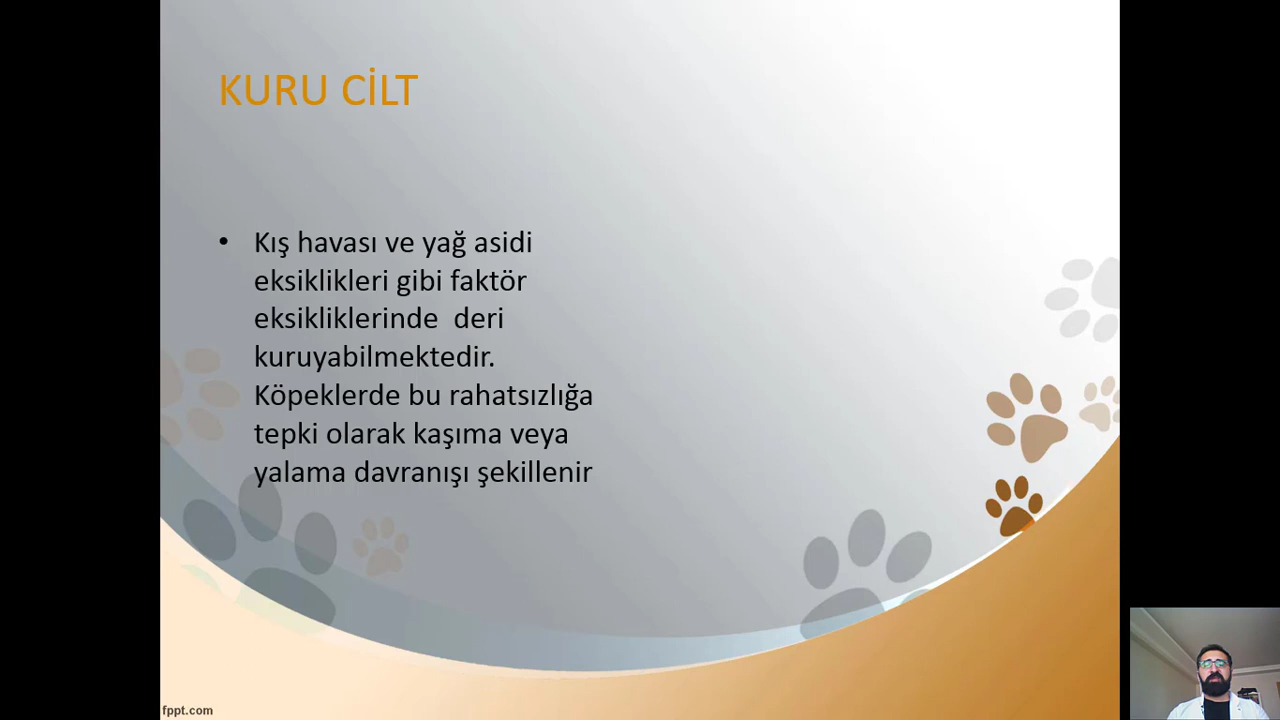 KURU CİLT
• Kış havası ve yağ asidi
eksiklikleri gibi faktör
eksikliklerinde  deri
kuruyabilmektedir.
Köpeklerde bu rahatsızlığa
tepki olarak kaşıma veya
yalama davranışı şekillenir
fppt.com